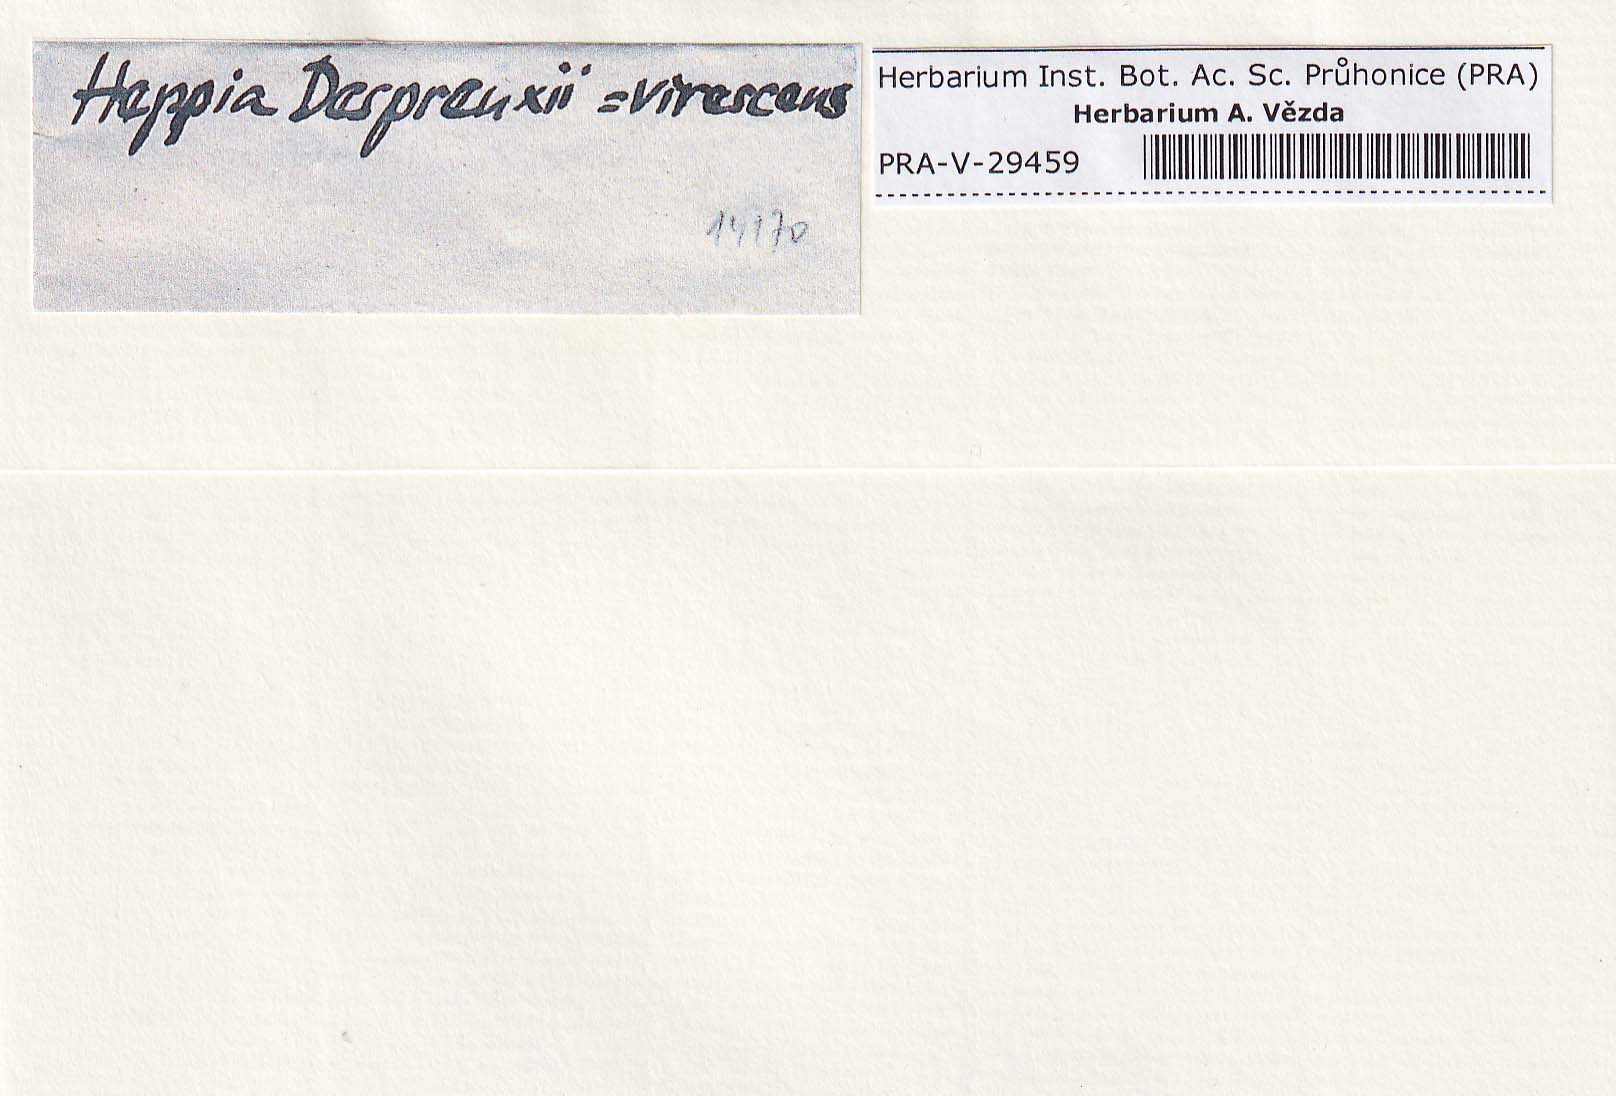 Heppia Despreauxii = virescens
14170
Herbarium Inst. Bot. Ac. Sc. Průhonice (PRA)
Herbarium A. Vězda
PRA-V-29459